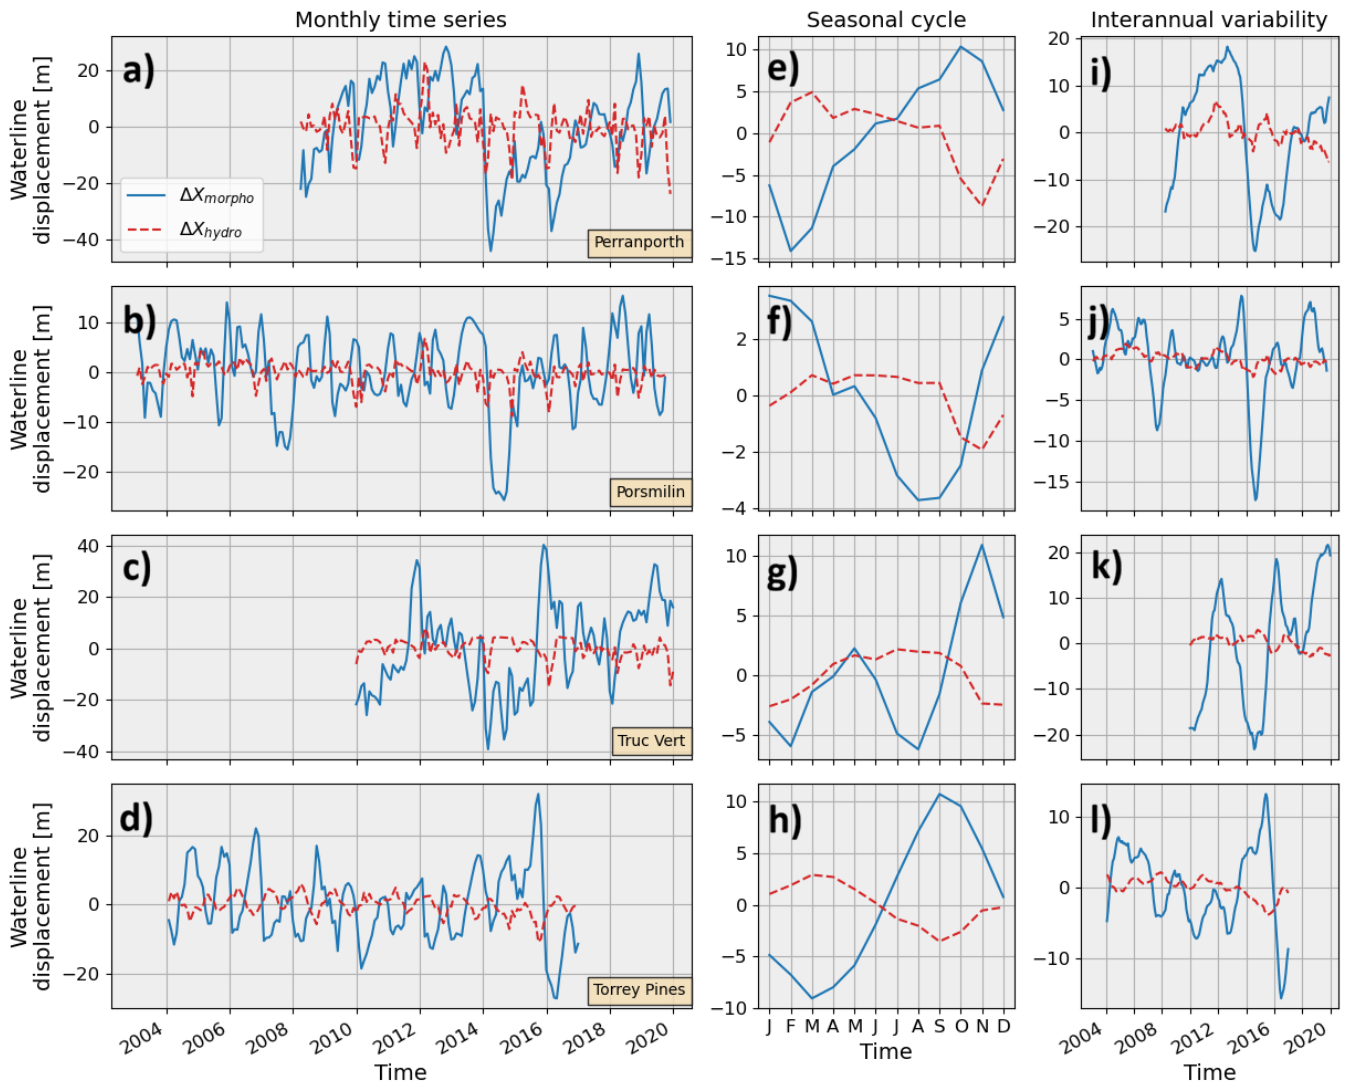 Monthly time series
Seasonal cycle
Interannual variability
Waterline
displacement [m]
a)
20
0
−20
−40
ΔX_morpho
ΔX_hydro
Perranporth
e)
10
5
0
−5
−10
−15
i)
20
10
0
−10
−20
Waterline
displacement [m]
b)
10
0
−10
−20
Porsmilin
f)
2
0
−2
−4
j)
5
0
−5
−10
−15
Waterline
displacement [m]
c)
40
20
0
−20
−40
Truc Vert
g)
10
5
0
−5
k)
20
10
0
−10
−20
Waterline
displacement [m]
d)
20
0
−20
Torrey Pines
2004 2006 2008 2010 2012 2014 2016 2018 2020
Time
h)
10
5
0
−5
−10
J F M A M J J A S O N D
Time
l)
10
0
−10
2004 2008 2012 2016 2020
Time